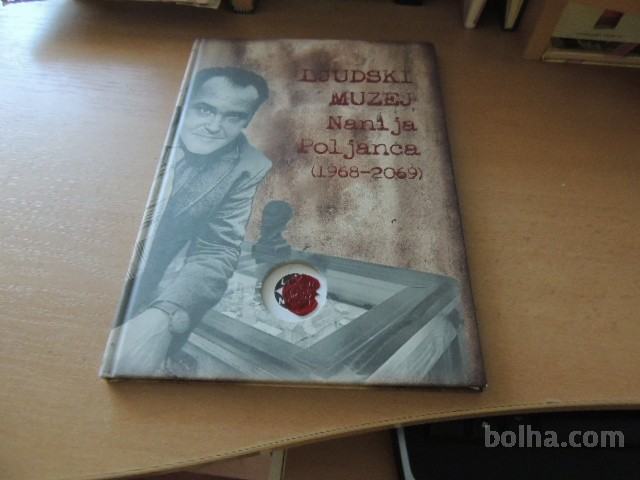 LJUDSKI
MUZEJ
Nanija
Poljanca
(1968-2069)
bolha.com